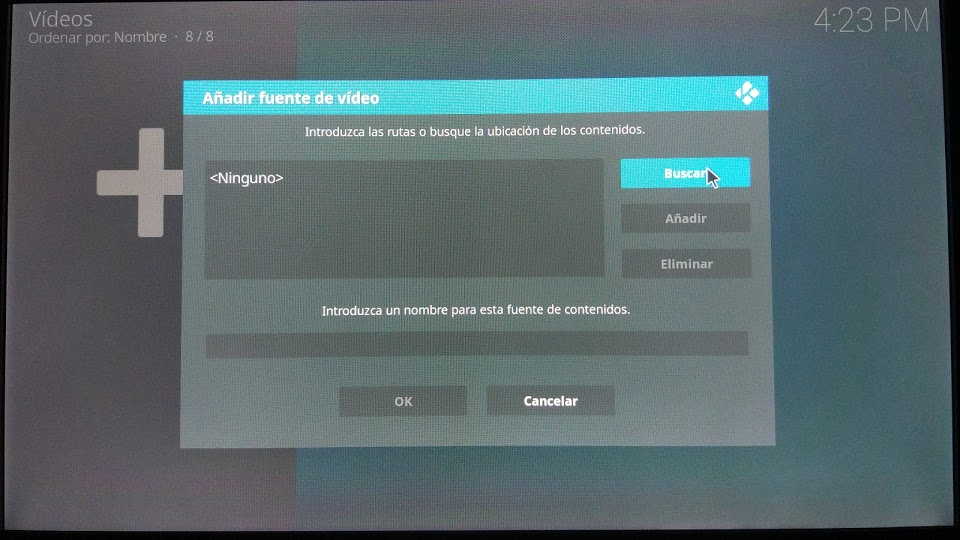 Vídeos
Ordenar por: Nombre · 8 / 8
4:23 PM
Añadir fuente de vídeo
Introduzca las rutas o busque la ubicación de los contenidos.
<Ninguno>
Buscar
Añadir
Eliminar
Introduzca un nombre para esta fuente de contenidos.
OK
Cancelar